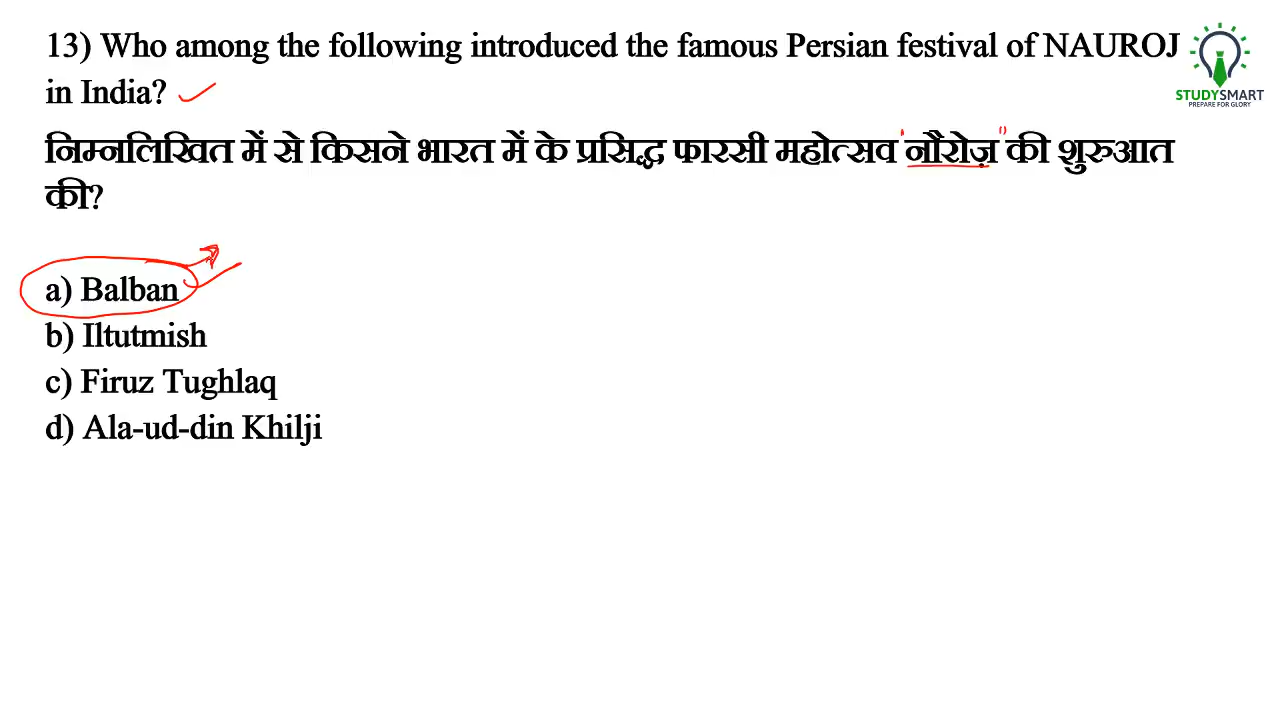 13) Who among the following introduced the famous Persian festival of NAUROJ
in India?
निम्नलिखित में से किसने भारत में के प्रसिद्ध फारसी महोत्सव नौरोज़ की शुरुआत
की?
a) Balban
b) Iltutmish
c) Firuz Tughlaq
d) Ala-ud-din Khilji
STUDYSMART
PREPARE FOR GLORY